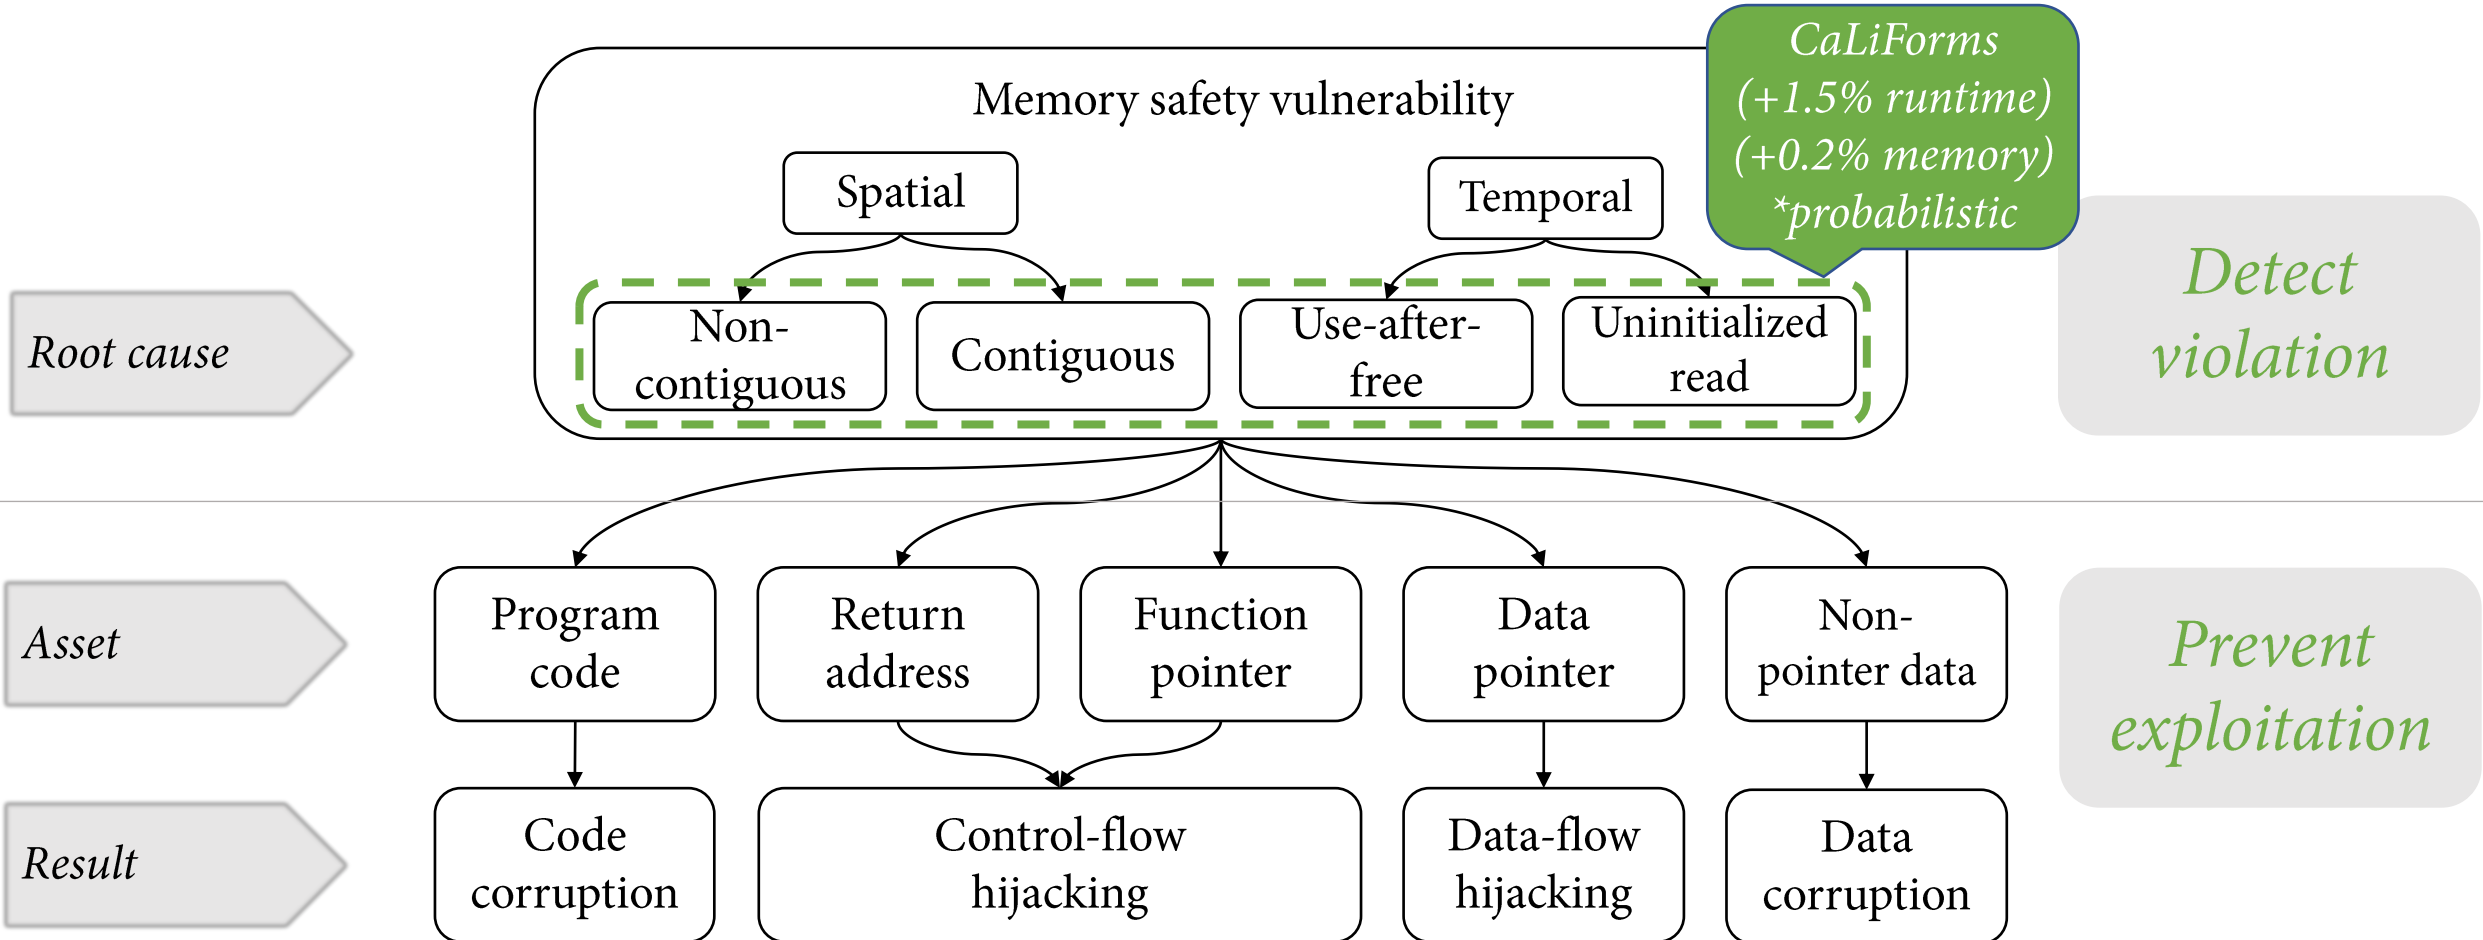 CaLiForms
(+1.5% runtime)
(+0.2% memory)
*probabilistic
Memory safety vulnerability
Spatial
Temporal
Detect
violation
Root cause
Non-
contiguous
Contiguous
Use-after-
free
Uninitialized
read
Asset
Program
code
Return
address
Function
pointer
Data
pointer
Non-
pointer data
Prevent
exploitation
Result
Code
corruption
Control-flow
hijacking
Data-flow
hijacking
Data
corruption